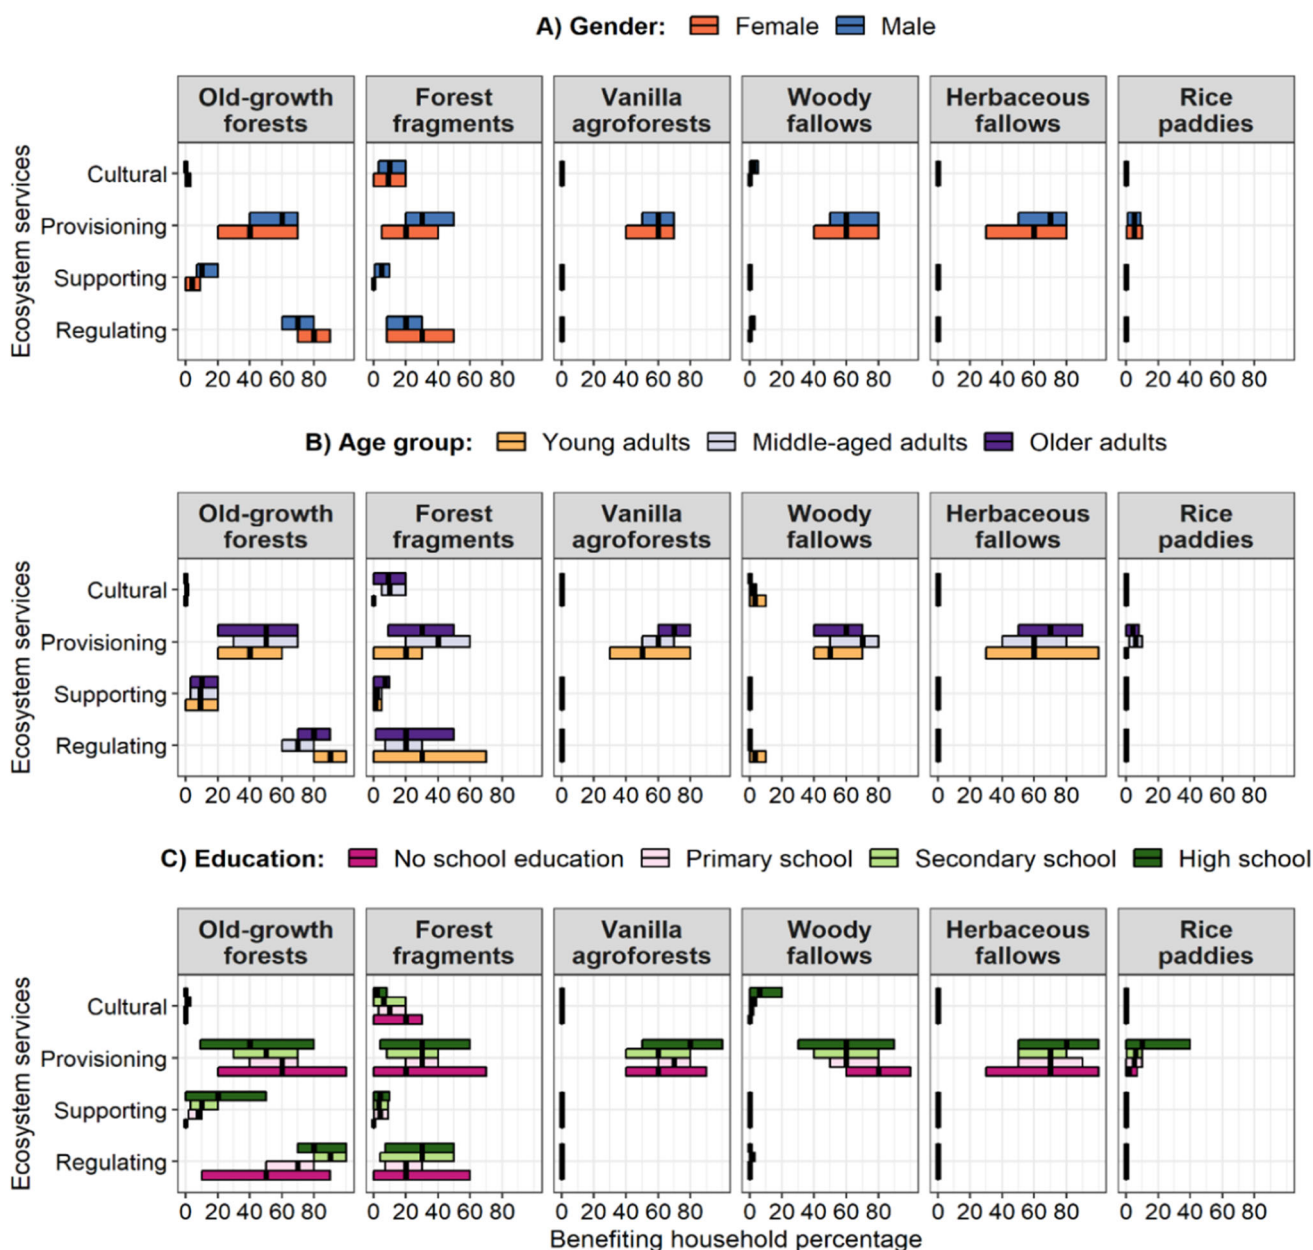 A) Gender: Female Male
Old-growth forests Forest fragments Vanilla agroforests Woody fallows Herbaceous fallows Rice paddies
Ecosystem services
Cultural
Provisioning
Supporting
Regulating
0 20 40 60 80 0 20 40 60 80 0 20 40 60 80 0 20 40 60 80 0 20 40 60 80 0 20 40 60 80
B) Age group: Young adults Middle-aged adults Older adults
Old-growth forests Forest fragments Vanilla agroforests Woody fallows Herbaceous fallows Rice paddies
Ecosystem services
Cultural
Provisioning
Supporting
Regulating
0 20 40 60 80 0 20 40 60 80 0 20 40 60 80 0 20 40 60 80 0 20 40 60 80 0 20 40 60 80
C) Education: No school education Primary school Secondary school High school
Old-growth forests Forest fragments Vanilla agroforests Woody fallows Herbaceous fallows Rice paddies
Ecosystem services
Cultural
Provisioning
Supporting
Regulating
0 20 40 60 80 0 20 40 60 80 0 20 40 60 80 0 20 40 60 80 0 20 40 60 80 0 20 40 60 80
Benefiting household percentage